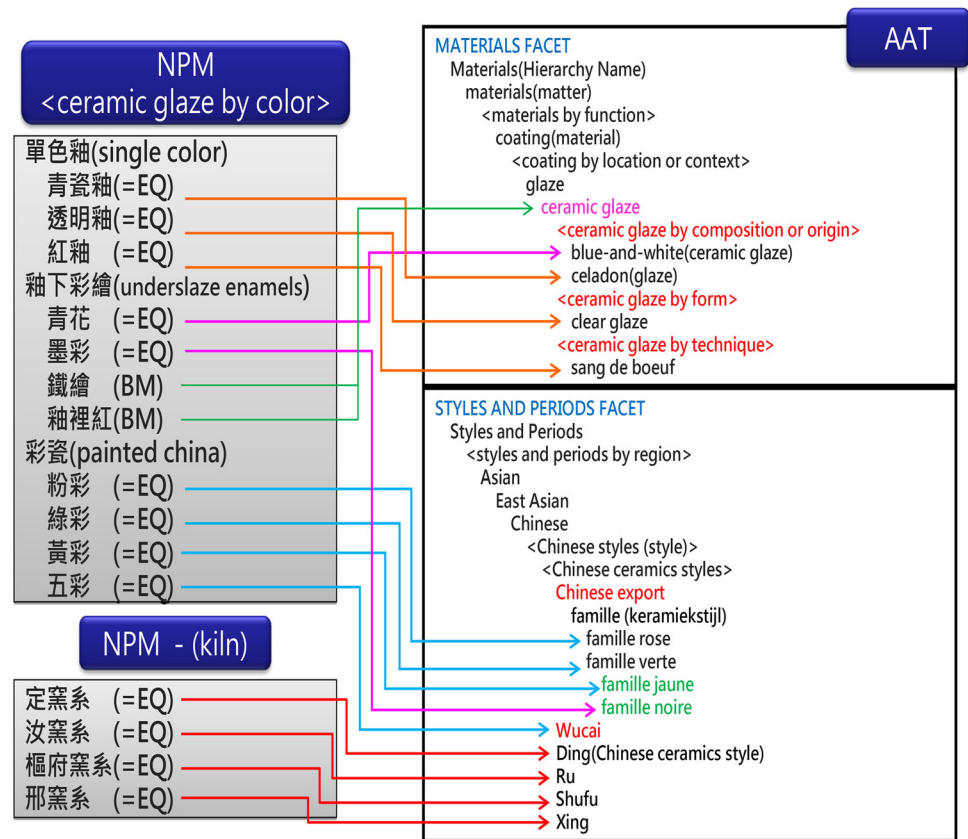 NPM
<ceramic glaze by color>
單色釉(single color)
青瓷釉(=EQ)
透明釉(=EQ)
紅釉 (=EQ)
釉下彩繪(underslaze enamels)
青花 (=EQ)
墨彩 (=EQ)
鐵繪 (BM)
釉裡紅(BM)
彩瓷(painted china)
粉彩 (=EQ)
綠彩 (=EQ)
黃彩 (=EQ)
五彩 (=EQ)
NPM - (kiln)
定窯系 (=EQ)
汝窯系 (=EQ)
樞府窯系(=EQ)
邢窯系 (=EQ)
AAT
MATERIALS FACET
Materials(Hierarchy Name)
materials(matter)
<materials by function>
coating(material)
<coating by location or context>
glaze
ceramic glaze
<ceramic glaze by composition or origin>
blue-and-white(ceramic glaze)
celadon(glaze)
<ceramic glaze by form>
clear glaze
<ceramic glaze by technique>
sang de boeuf
STYLES AND PERIODS FACET
Styles and Periods
<styles and periods by region>
Asian
East Asian
Chinese
<Chinese styles (style)>
<Chinese ceramics styles>
Chinese export
famille (keramiekstijl)
famille rose
famille verte
famille jaune
famille noire
Wucai
Ding(Chinese ceramics style)
Ru
Shufu
Xing